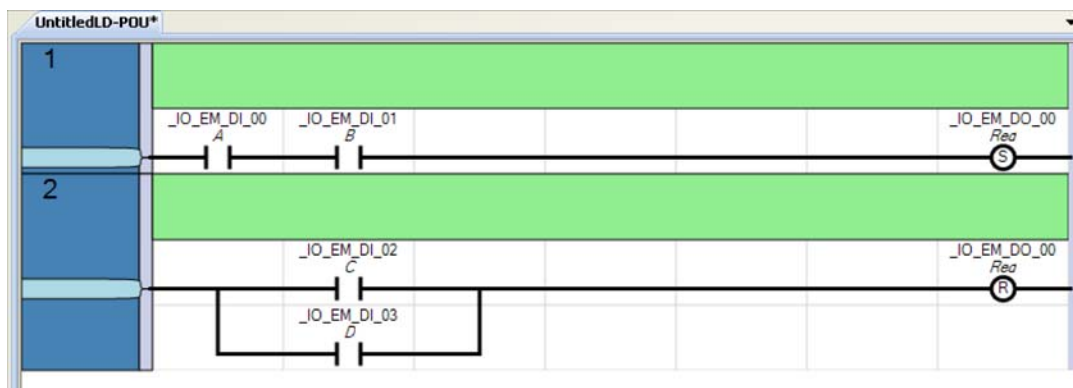 UntitledLD-POU*
1
_IO_EM_DI_00 _IO_EM_DI_01 _IO_EM_DO_00
A B Rea
S
2
_IO_EM_DI_02 _IO_EM_DO_00
C Rea
R
_IO_EM_DI_03
D